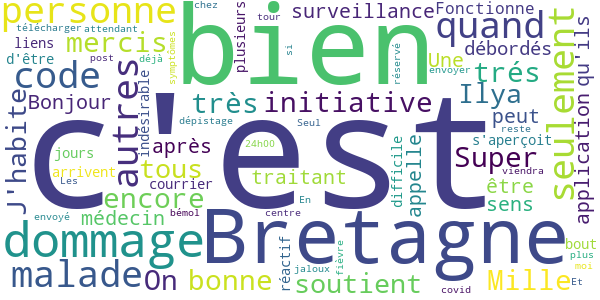 personne
chez
tour
plusieurs
surveillance
Fonctionne
quand
télécharger
attendant
mercis
bien
si
débordés
liens
post
déjà
symptômes
réservé
envoyer
Une
seulement
qu'ils
d'être
code
autres
indésirable
trés
Ilya
application
Bonjour
très
initiative
peut
J'habite
c'est
dépistage
Seul
s'aperçoit
reste
après
24h00
difficile
appelle
Super
jours
tous
arrivent
Les
courrier
traitant
viendra
être
encore
En
sens
envoyé
médecin
bémol
centre
Bretagne
dommage
réactif
fièvre
bout
plus
malade
On
bonne
jaloux
soutient
covid
Mille
moi
Et